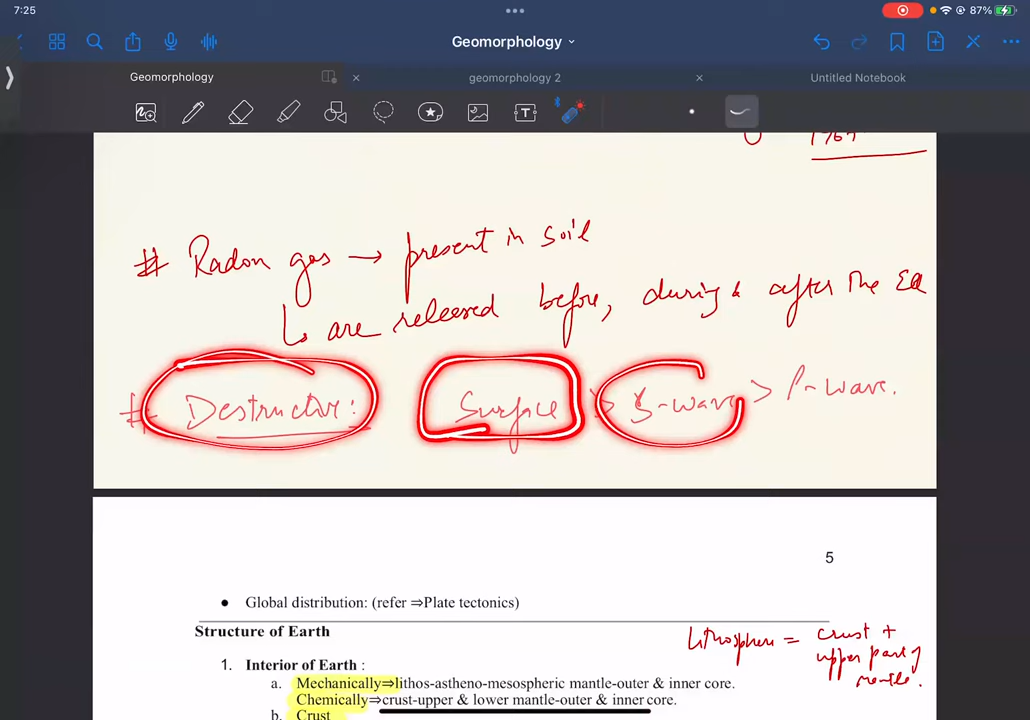 7:25
87%
Geomorphology
Geomorphology
geomorphology 2
Untitled Notebook
# Radon gas → present in soil
↳ are released before, during & after the EQ
# Destructive: Surface > S-wave > P-wave.
5
● Global distribution: (refer ⇒Plate tectonics)
Structure of Earth
Lithosphere = crust +
upper part of
mantle.
1. Interior of Earth :
a. Mechanically⇒lithos-astheno-mesospheric mantle-outer & inner core.
Chemically⇒crust-upper & lower mantle-outer & inner core.
b. Crust